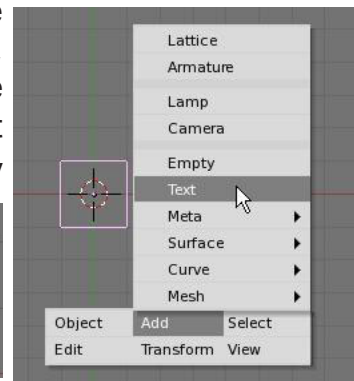 Lattice
Armature
Lamp
Camera
Empty
Text
Meta
Surface
Curve
Mesh
Object Add Select
Edit Transform View